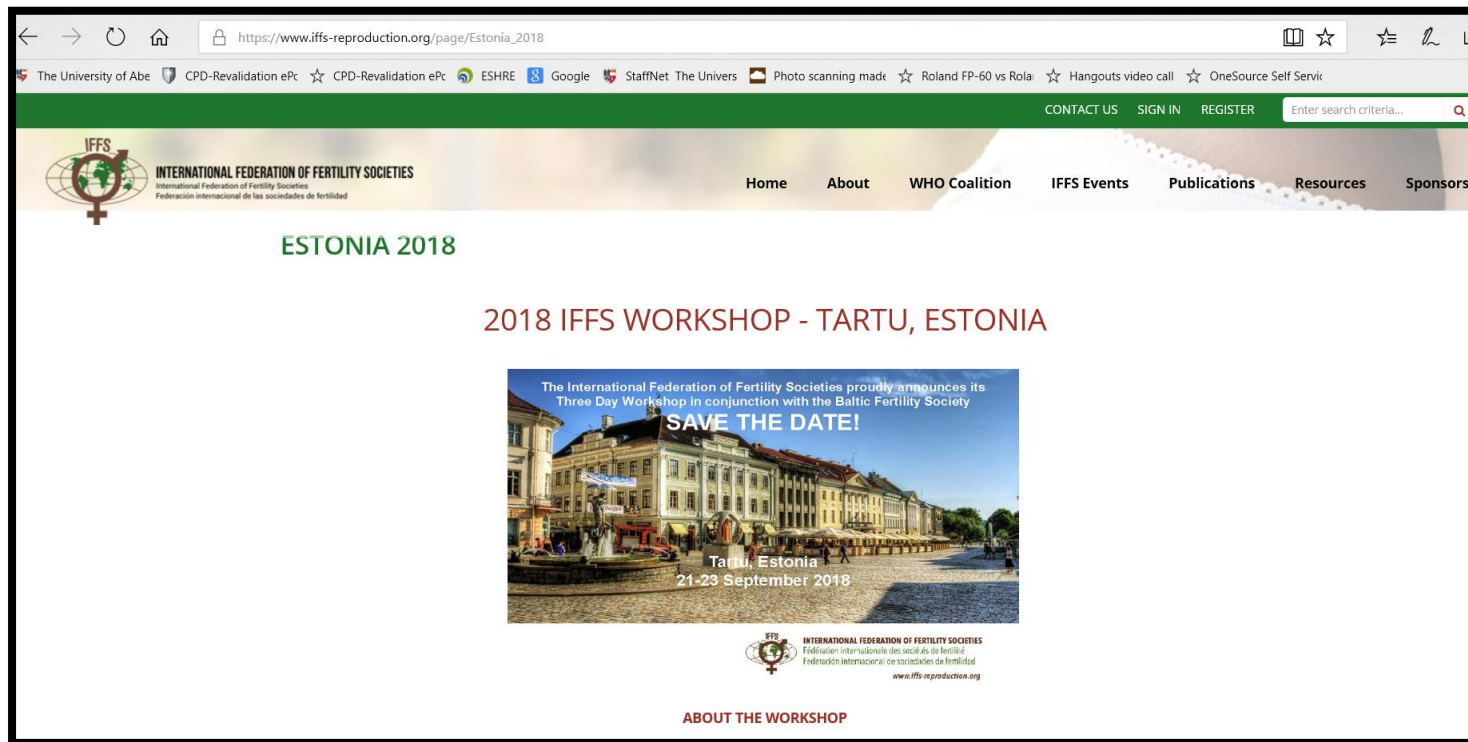 https://www.iffs-reproduction.org/page/Estonia_2018
The University of Abe CPD-Revalidation ePc CPD-Revalidation ePc ESHRE Google StaffNet The Univers Photo scanning made Roland FP-60 vs Rola Hangouts video call OneSource Self Servic
CONTACT US SIGN IN REGISTER Enter search criteria...
IFFS
INTERNATIONAL FEDERATION OF FERTILITY SOCIETIES
International Federation of Fertility Societies
Federación internacional de las sociedades de fertilidad
Home About WHO Coalition IFFS Events Publications Resources Sponsors
ESTONIA 2018
2018 IFFS WORKSHOP - TARTU, ESTONIA
The International Federation of Fertility Societies proudly announces its
Three Day Workshop in conjunction with the Baltic Fertility Society
SAVE THE DATE!
Tartu, Estonia
21-23 September 2018
IFFS
INTERNATIONAL FEDERATION OF FERTILITY SOCIETIES
Fédération internationale des sociétés de fertilité
Federación internacional de sociedades de fertilidad
www.iffs-reproduction.org
ABOUT THE WORKSHOP